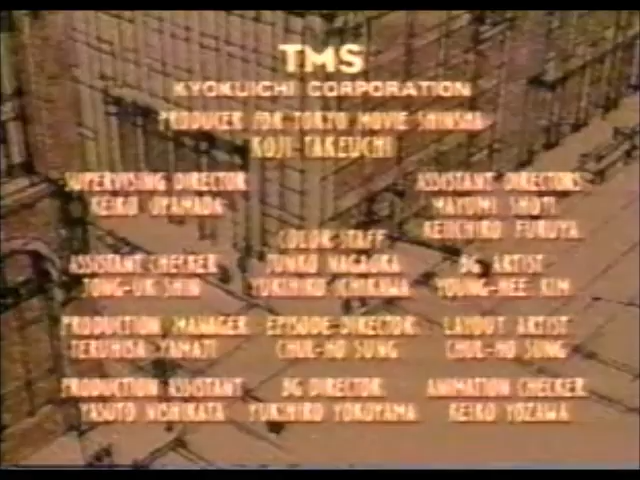 TMS
KYOKUICHI CORPORATION
PRODUCER FOR TOKYO MOVIE SHINSHA
KOJI TAKEUCHI
SUPERVISING DIRECTOR
KEIKO OYAMADA
ASSISTANT DIRECTORS
MAYUMI SHOTI
KEIICHIRO FURUYA
COLOR STAFF
JUNKO NAGAOKA
YUKIHIRO ICHIKAWA
ASSISTANT CHECKER
TONG-UK SHIN
BG ARTIST
YOUNG-HEE KIM
PRODUCTION MANAGER
TERUHISA YAMAJI
EPISODE DIRECTOR
CHUL-HO SUNG
LAYOUT ARTIST
CHUL-HO SUNG
PRODUCTION ASSISTANT
YASUTO NISHIKATA
BG DIRECTOR
YUKIHIRO YOKOYAMA
ANIMATION CHECKER
KEIKO YOZAWA